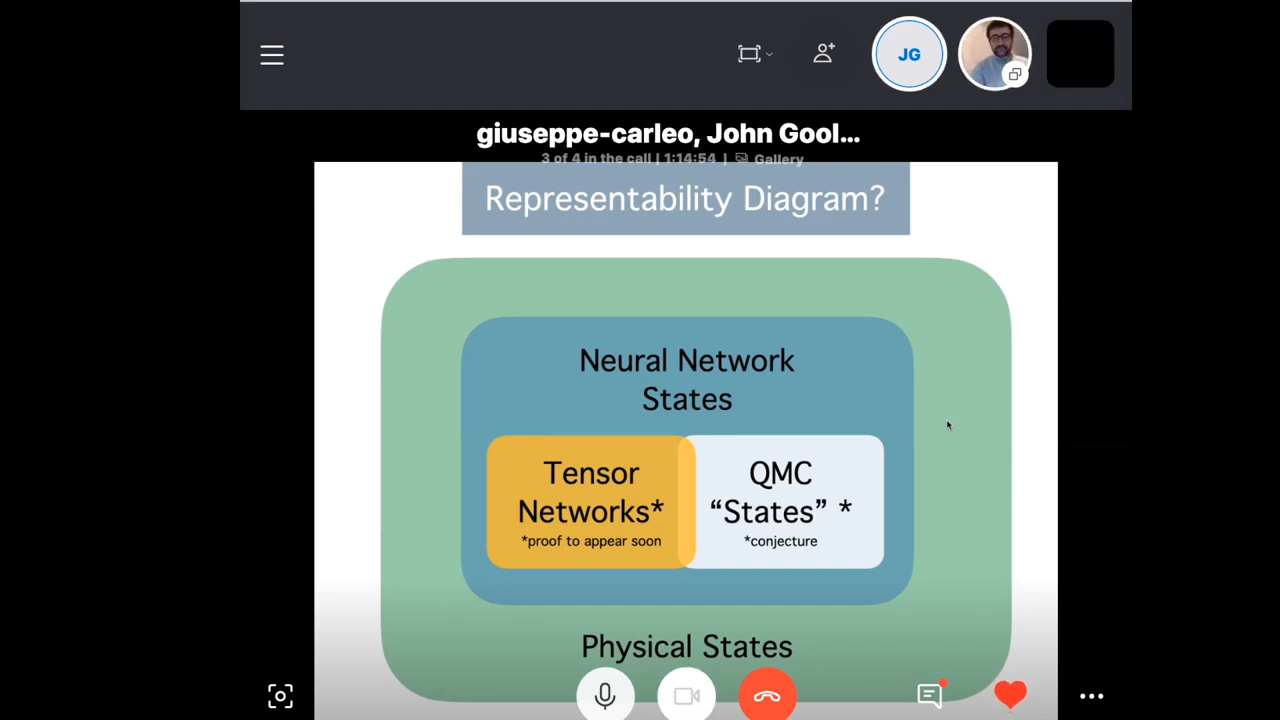 JG
giuseppe-carleo, John Gool...
3 of 4 in the call | 1:14:54 | Gallery
Representability Diagram?
Neural Network
States
Tensor
Networks*
*proof to appear soon
QMC
“States” *
*conjecture
Physical States